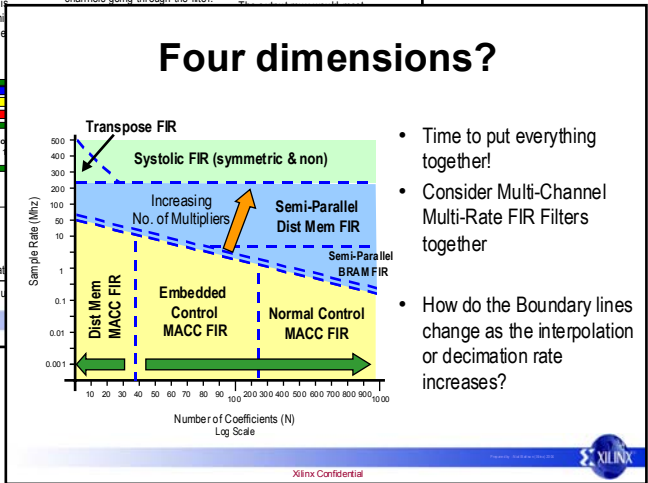 Four dimensions?
Transpose FIR
Systolic FIR (symmetric & non)
Increasing
No. of Multipliers
Semi-Parallel
Dist Mem FIR
Semi-Parallel
BRAM FIR
Dist Mem
MACC FIR
Embedded
Control
MACC FIR
Normal Control
MACC FIR
Sample Rate (Mhz)
500
400
300
200
100
50
10
1
0.1
0.01
0.001
10 20 30 40 50 60 70 80 90 100 200 300 400 500 600 700 800 900 1000
Number of Coefficients (N)
Log Scale
• Time to put everything
together!
• Consider Multi-Channel
Multi-Rate FIR Filters
together
• How do the Boundary lines
change as the interpolation
or decimation rate
increases?
XILINX
Xilinx Confidential